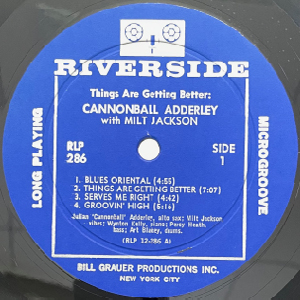 RIVERSIDE
Things Are Getting Better:
CANNONBALL ADDERLEY
with MILT JACKSON
RLP
286
SIDE
1
LONG PLAYING
MICROGROOVE
1. BLUES ORIENTAL (4:55)
2. THINGS ARE GETTING BETTER (7:07)
3. SERVES ME RIGHT (4:42)
4. GROOVIN' HIGH (5:14)
Julian "Cannonball" Adderley, alto sax; Milt Jackson
vibes; Wynton Kelly, piano; Percy Heath,
bass; Art Blakey, drums.
(RLP 12-286 A)
BILL GRAUER PRODUCTIONS INC.
NEW YORK CITY